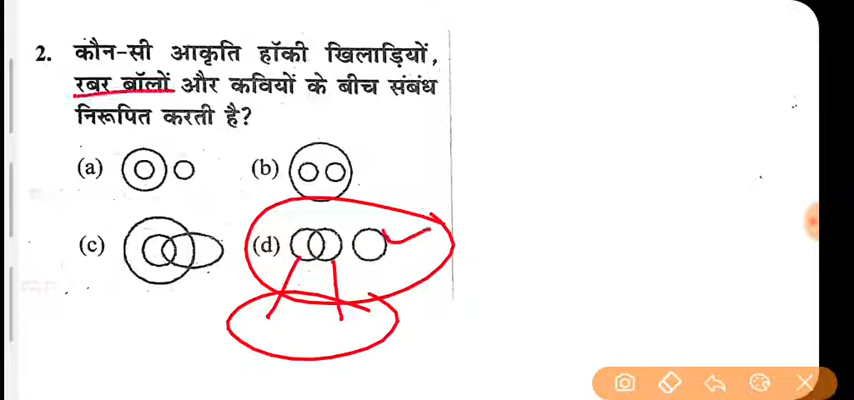 2. कौन-सी आकृति हॉकी खिलाड़ियों,
रबर बॉलों और कवियों के बीच संबंध
निरूपित करती है?
(a) (b)
(c) (d)